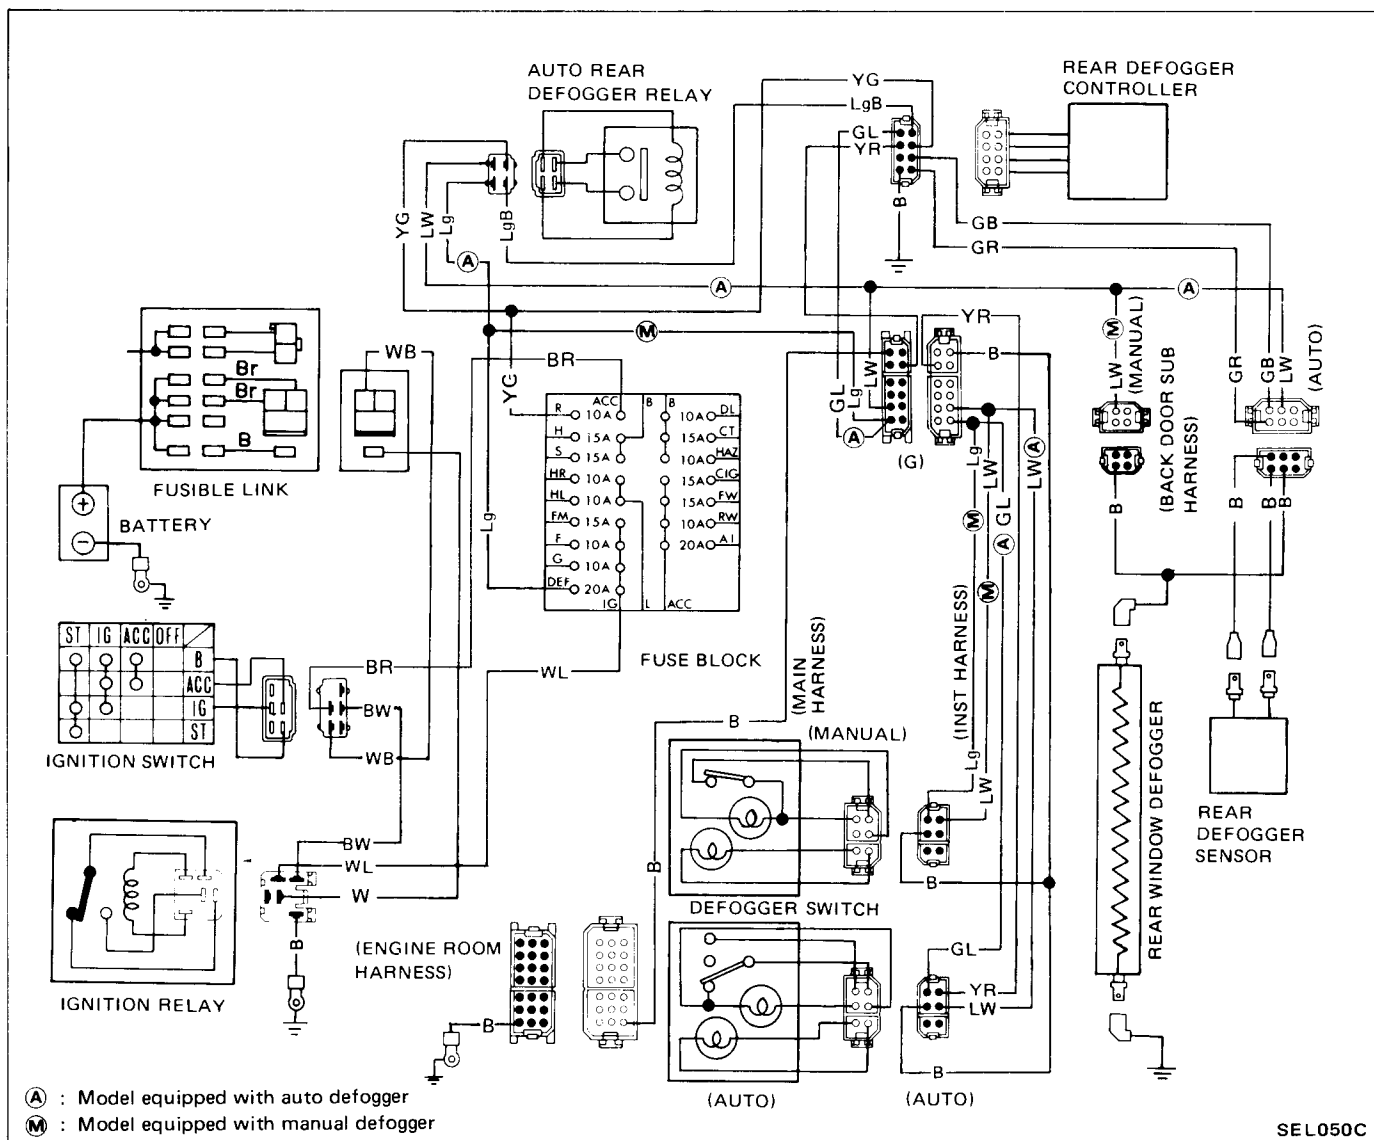 AUTO REAR
DEFOGGER RELAY
REAR DEFOGGER
CONTROLLER
YG
LgB
GL
YR
B
YG
LW
Lg
LgB
GB
GR
A
A
A
M
M
YR
B
WB
BR
YG
Br
Br
B
FUSIBLE LINK
BATTERY
+
−
Lg
GL
Lg
LW
A
(G)
LW
(MANUAL)
(BACK DOOR SUB
HARNESS)
GR
GB
LW
(AUTO)
B
B
B
B
R 10A ACC B B 10A DL
H 15A 15A CT
S 15A 10A HAZ
HR 10A 15A CIG
HL 10A 15A FW
FM 15A 10A RW
F 10A 20A AI
G 10A
DEF 20A
IG L ACC
FUSE BLOCK
Lg
LW
LW A
M
A GL
M
(INST HARNESS)
(MAIN
HARNESS)
ST IG ACC OFF
B
ACC
IG
ST
IGNITION SWITCH
BR
WL
BW
WB
B
(MANUAL)
Lg
LW
B
DEFOGGER SWITCH
BW
WL
W
B
B
IGNITION RELAY
(ENGINE ROOM
HARNESS)
B
GL
YR
LW
B
(AUTO)
(AUTO)
REAR WINDOW DEFOGGER
REAR
DEFOGGER
SENSOR
A : Model equipped with auto defogger
M : Model equipped with manual defogger
SEL050C